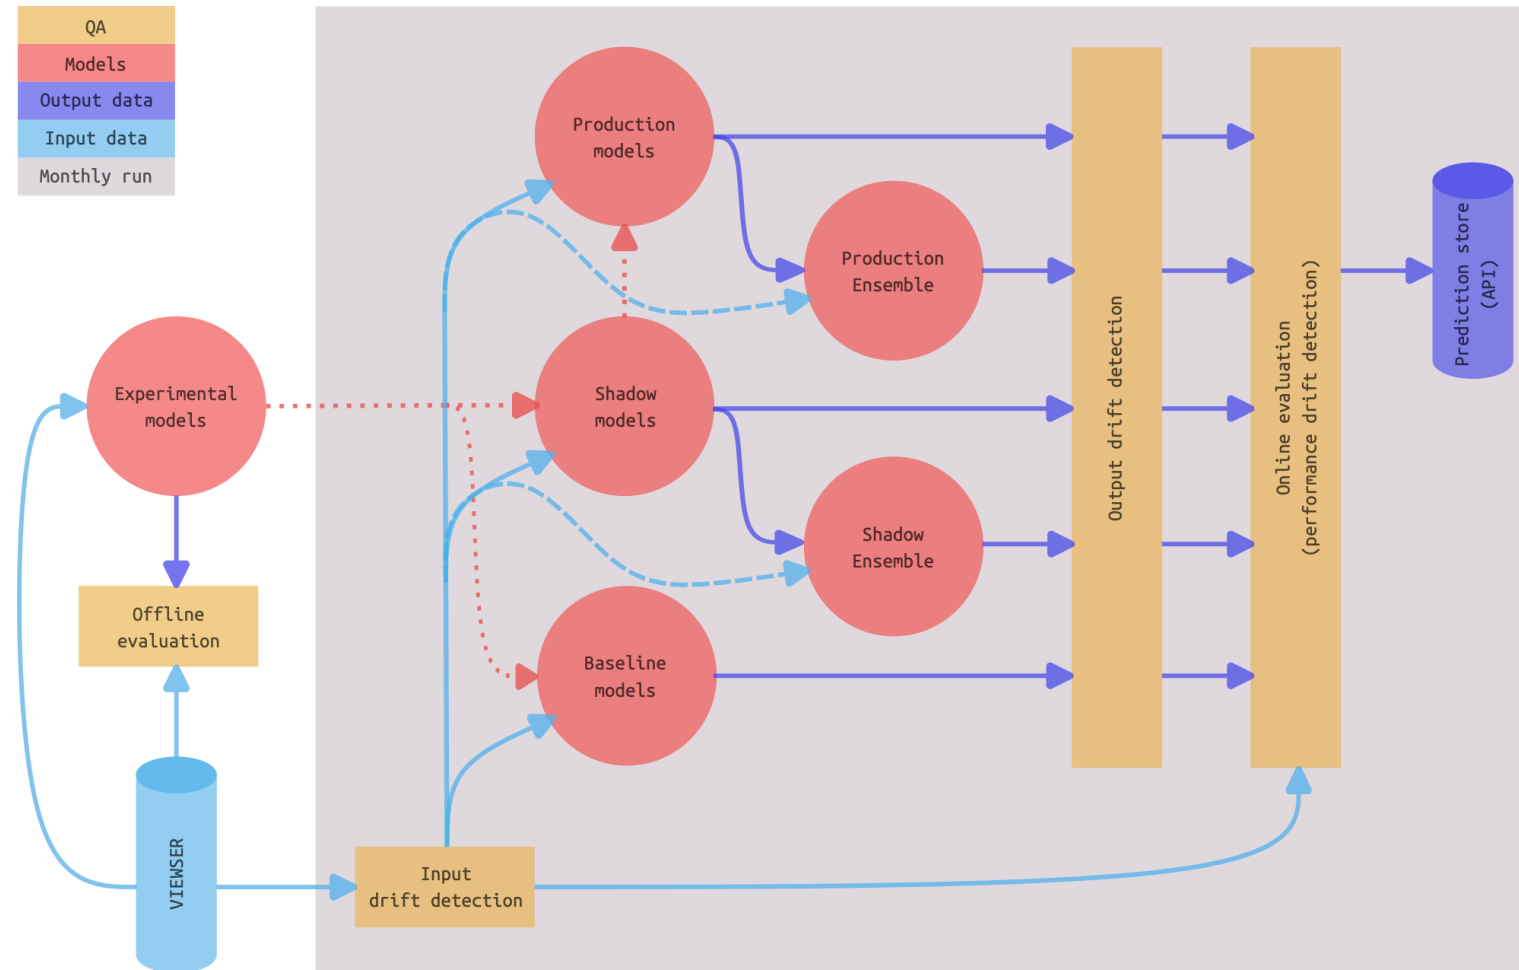 QA
Models
Output data
Input data
Monthly run
Production
models
Production
Ensemble
Experimental
models
Shadow
models
Shadow
Ensemble
Baseline
models
Offline
evaluation
VIEWSER
Input
drift detection
Output drift detection
Online evaluation
(performance drift detection)
Prediction store
(API)